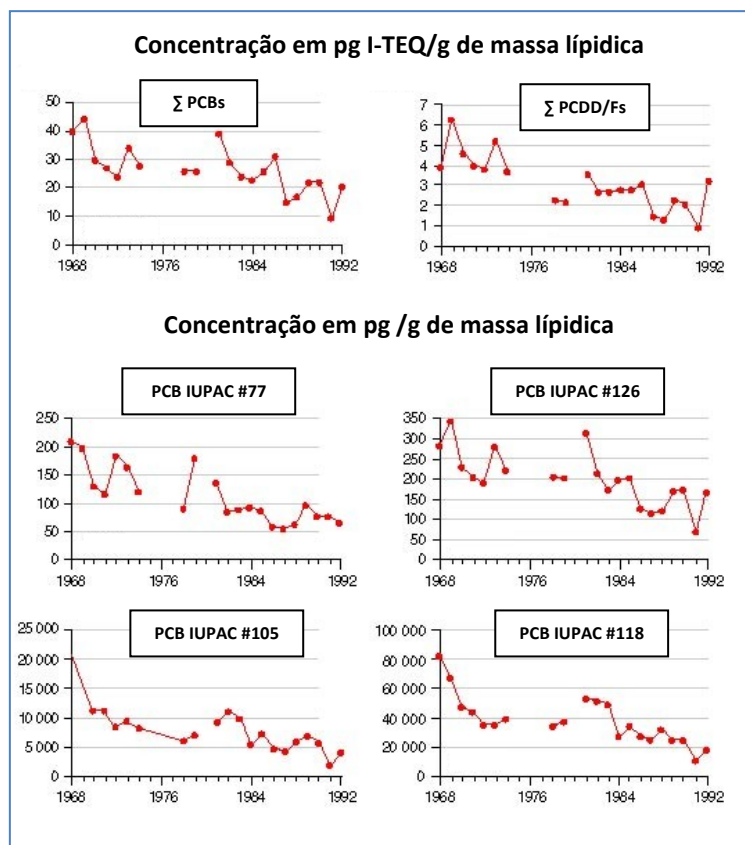 Concentração em pg I-TEQ/g de massa lípidica
∑ PCBs
50
40
30
20
10
0
1968 1976 1984 1992
∑ PCDD/Fs
7
6
5
4
3
2
1
0
1968 1976 1984 1992
Concentração em pg /g de massa lípidica
PCB IUPAC #77
250
200
150
100
50
0
1968 1976 1984 1992
PCB IUPAC #126
350
300
250
200
150
100
50
0
1968 1976 1984 1992
PCB IUPAC #105
25 000
20 000
15 000
10 000
5 000
0
1968 1976 1984 1992
PCB IUPAC #118
100 000
80 000
60 000
40 000
20 000
0
1968 1976 1984 1992